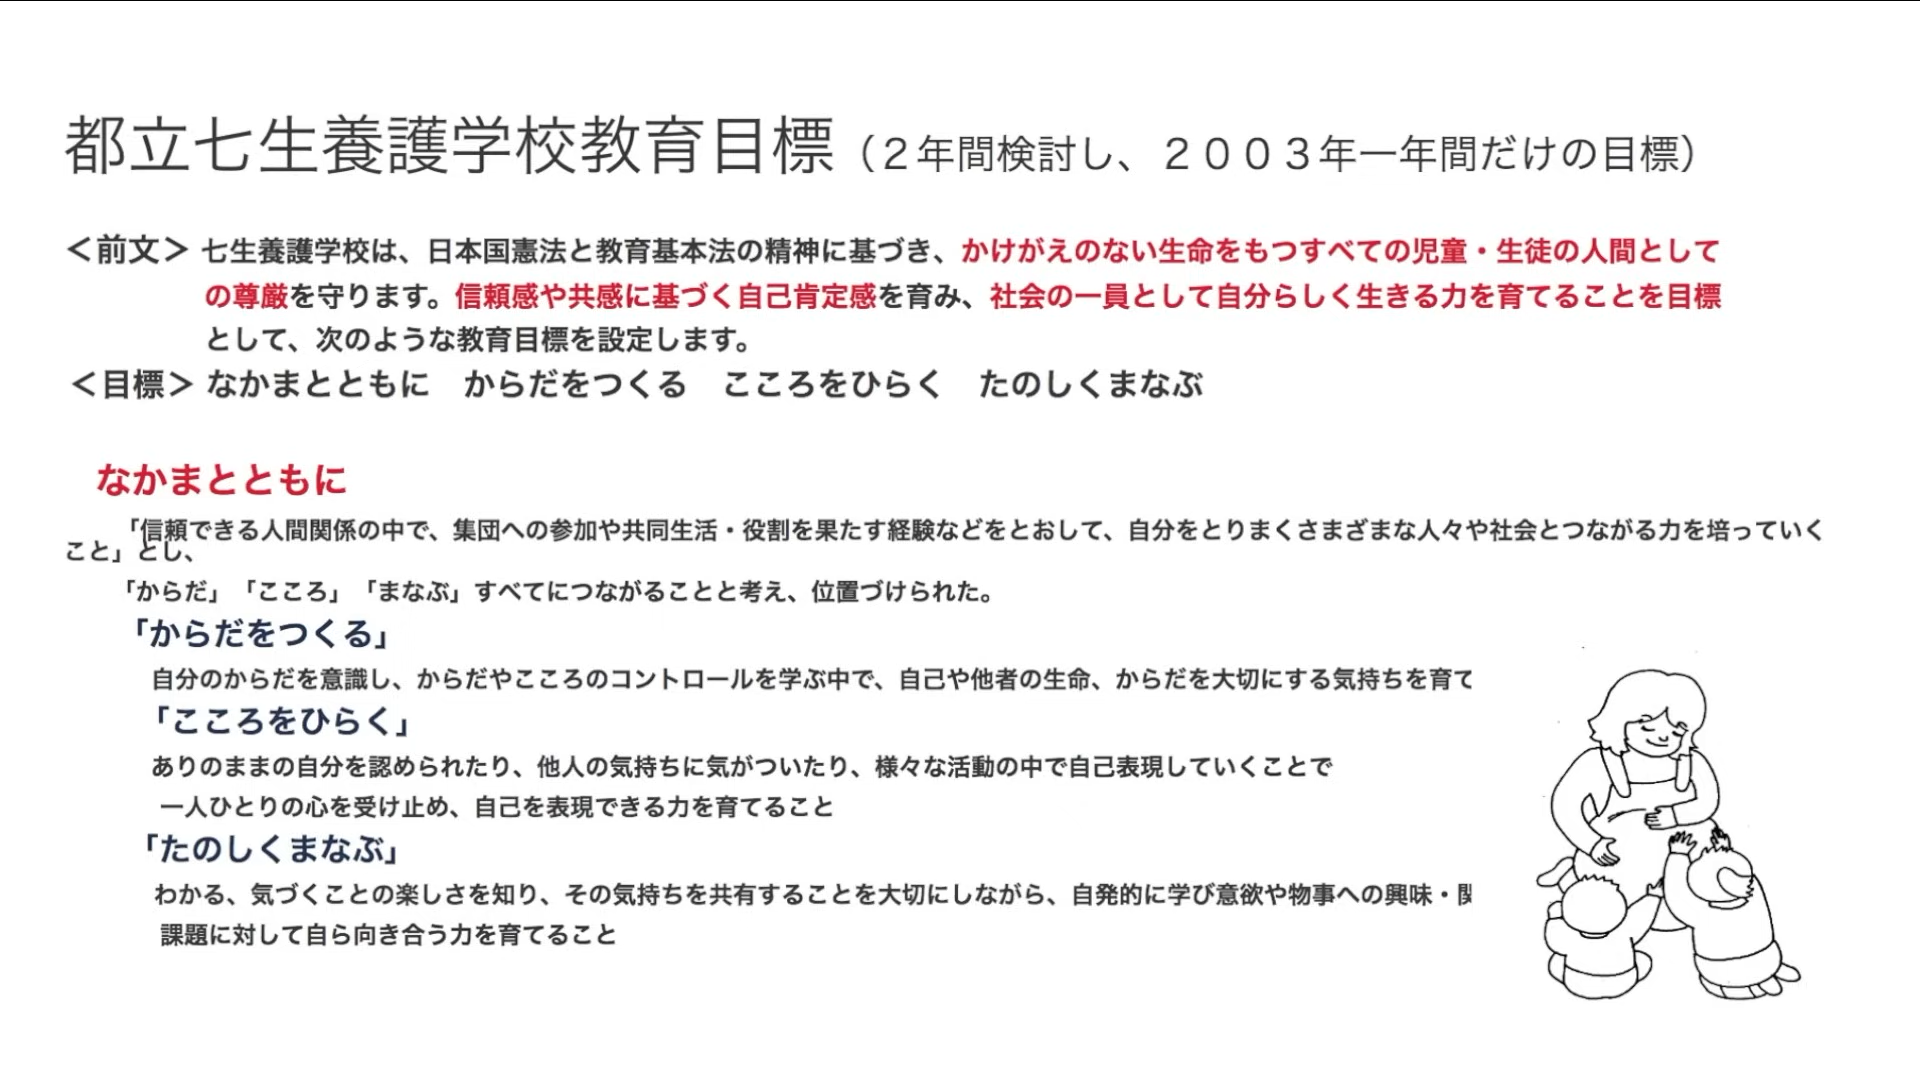 都立七生養護学校教育目標（２年間検討し、２００３年一年間だけの目標）
＜前文＞ 七生養護学校は、日本国憲法と教育基本法の精神に基づき、かけがえのない生命をもつすべての児童・生徒の人間として
の尊厳を守ります。信頼感や共感に基づく自己肯定感を育み、社会の一員として自分らしく生きる力を育てることを目標
として、次のような教育目標を設定します。
＜目標＞ なかまとともに　からだをつくる　こころをひらく　たのしくまなぶ
なかまとともに
「信頼できる人間関係の中で、集団への参加や共同生活・役割を果たす経験などをとおして、自分をとりまくさまざまな人々や社会とつながる力を培っていく
こと」とし、
「からだ」「こころ」「まなぶ」すべてにつながることと考え、位置づけられた。
「からだをつくる」
自分のからだを意識し、からだやこころのコントロールを学ぶ中で、自己や他者の生命、からだを大切にする気持ちを育て
「こころをひらく」
ありのままの自分を認められたり、他人の気持ちに気がついたり、様々な活動の中で自己表現していくことで
一人ひとりの心を受け止め、自己を表現できる力を育てること
「たのしくまなぶ」
わかる、気づくことの楽しさを知り、その気持ちを共有することを大切にしながら、自発的に学び意欲や物事への興味・
課題に対して自ら向き合う力を育てること